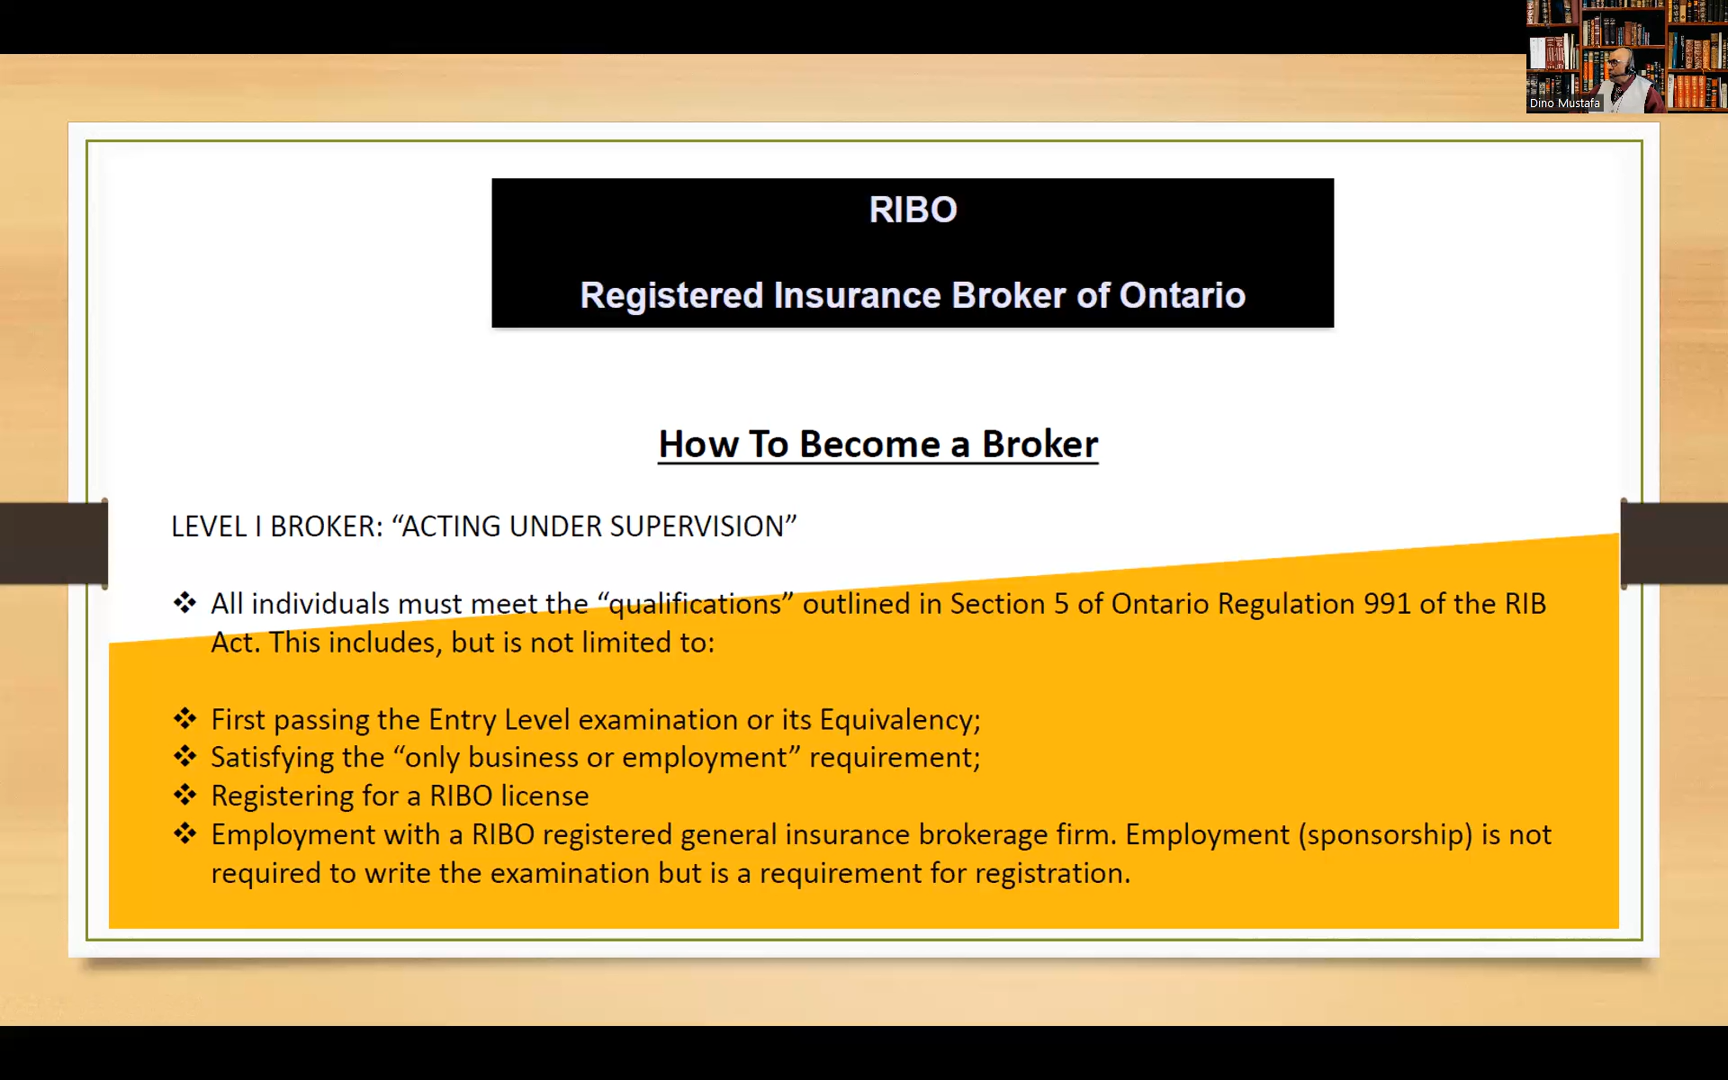 Dino Mustafa
RIBO
Registered Insurance Broker of Ontario
How To Become a Broker
LEVEL I BROKER: “ACTING UNDER SUPERVISION”
❖ All individuals must meet the “qualifications” outlined in Section 5 of Ontario Regulation 991 of the RIB
Act. This includes, but is not limited to:
❖ First passing the Entry Level examination or its Equivalency;
❖ Satisfying the “only business or employment” requirement;
❖ Registering for a RIBO license
❖ Employment with a RIBO registered general insurance brokerage firm. Employment (sponsorship) is not
required to write the examination but is a requirement for registration.